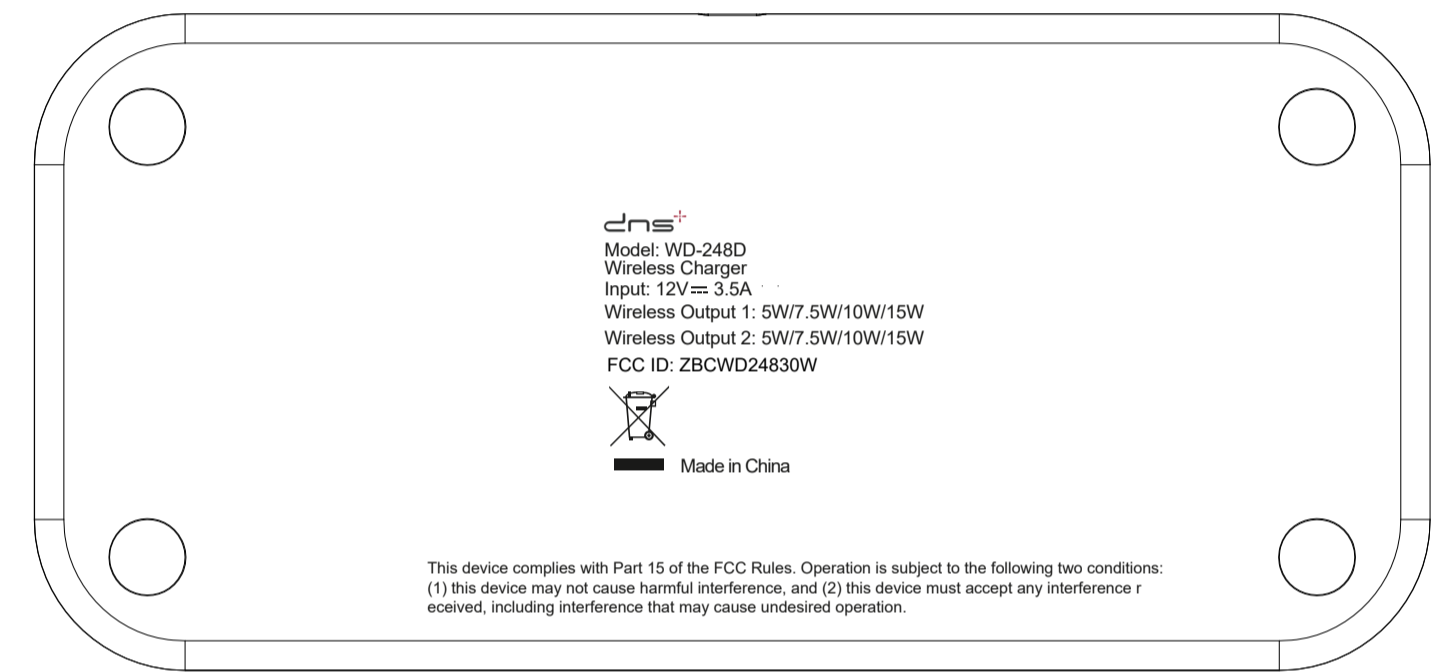 dns+
Model: WD-248D
Wireless Charger
Input: 12V⎓ 3.5A
Wireless Output 1: 5W/7.5W/10W/15W
Wireless Output 2: 5W/7.5W/10W/15W
FCC ID: ZBCWD24830W
Made in China
This device complies with Part 15 of the FCC Rules. Operation is subject to the following two conditions:
(1) this device may not cause harmful interference, and (2) this device must accept any interference r
eceived, including interference that may cause undesired operation.